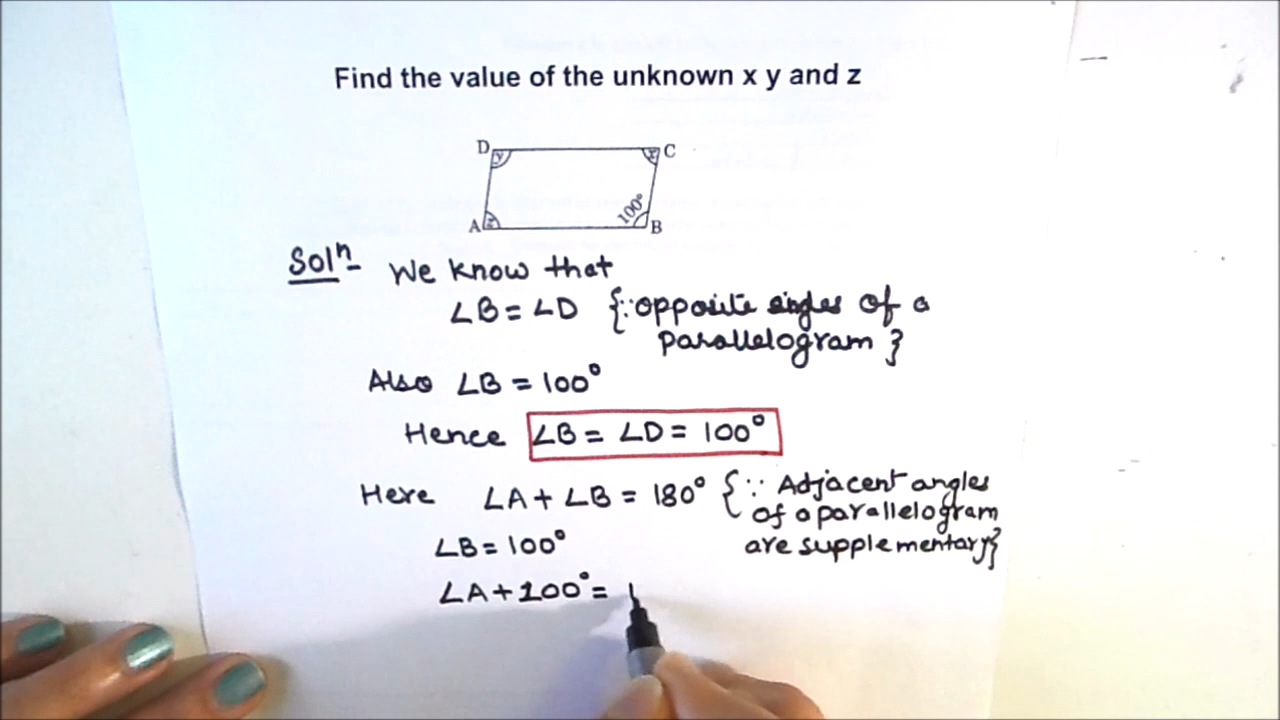 Find the value of the unknown x y and z
D y x C
A z 100° B
Solⁿ We know that
∠B = ∠D {∵ opposite angles of a
parallelogram }
Also ∠B = 100°
Hence ∠B = ∠D = 100°
Here ∠A + ∠B = 180° {∵ Adjacent angles
of a parallelogram
∠B = 100° are supplementary}
∠A + 100° =